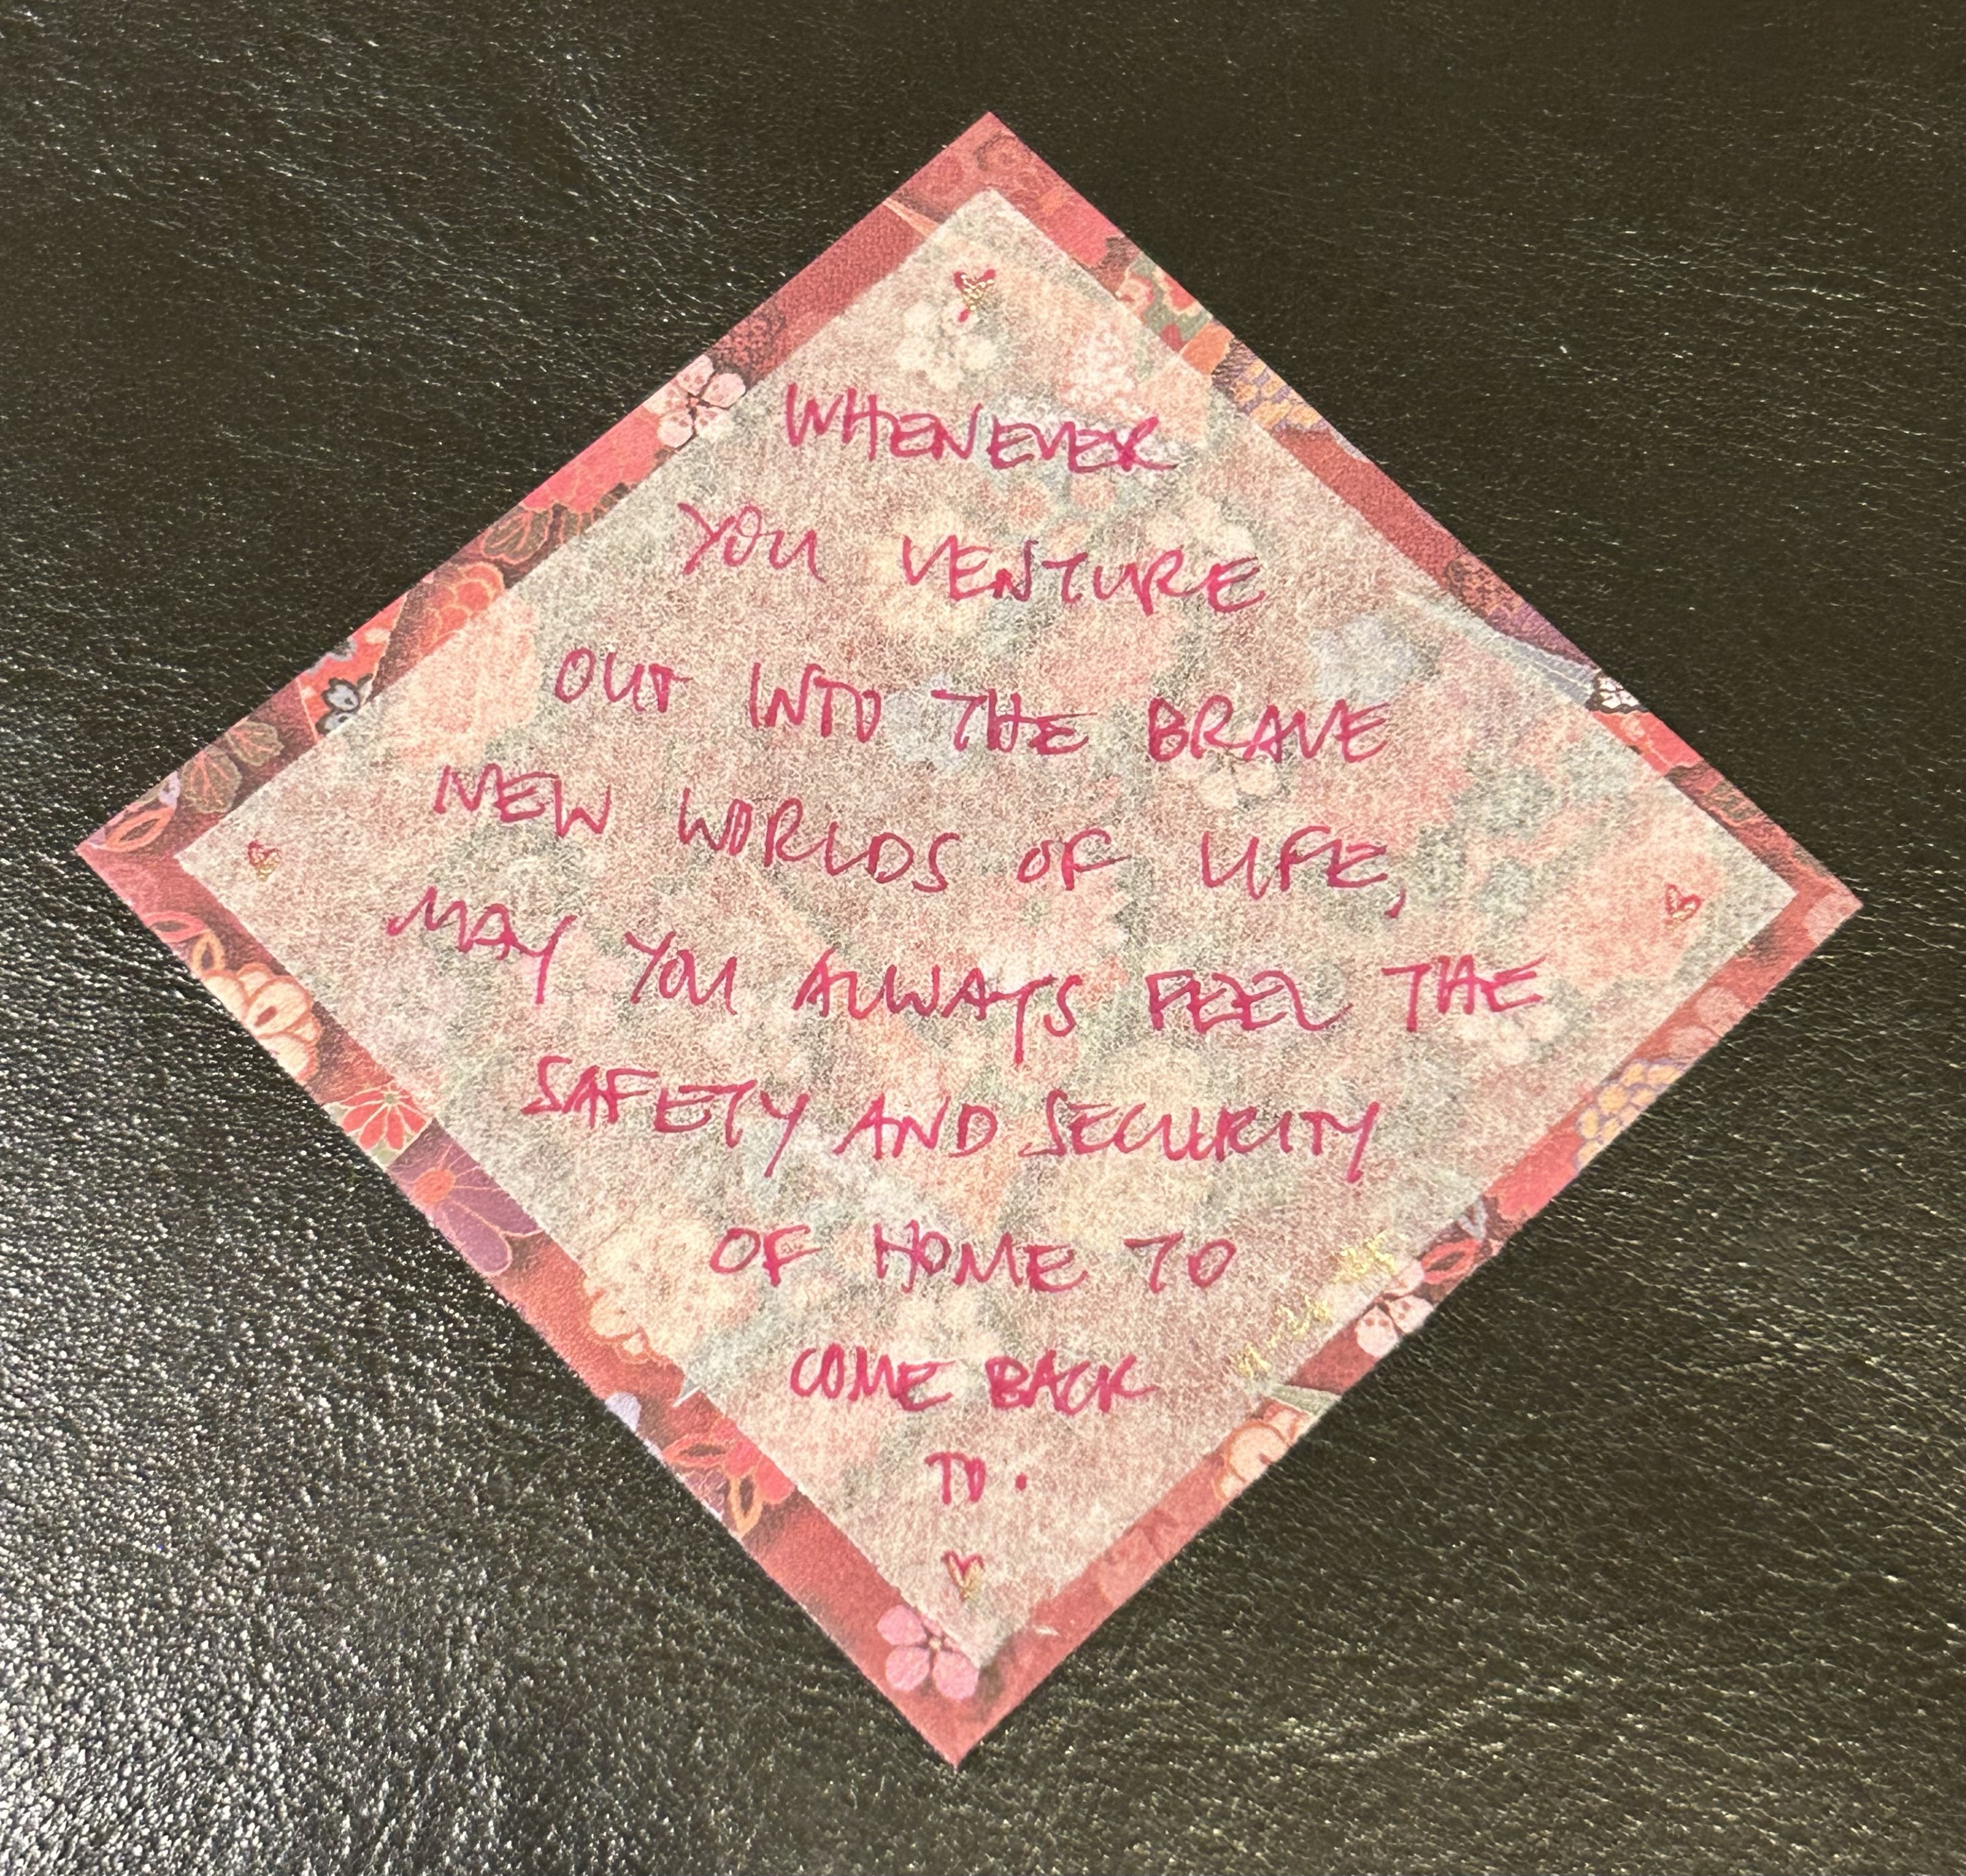 WHENEVER
YOU VENTURE
OUT INTO THE BRAVE
NEW WORLDS OF LIFE,
MAY YOU ALWAYS FEEL THE
SAFETY AND SECURITY
OF HOME TO
COME BACK
TO.